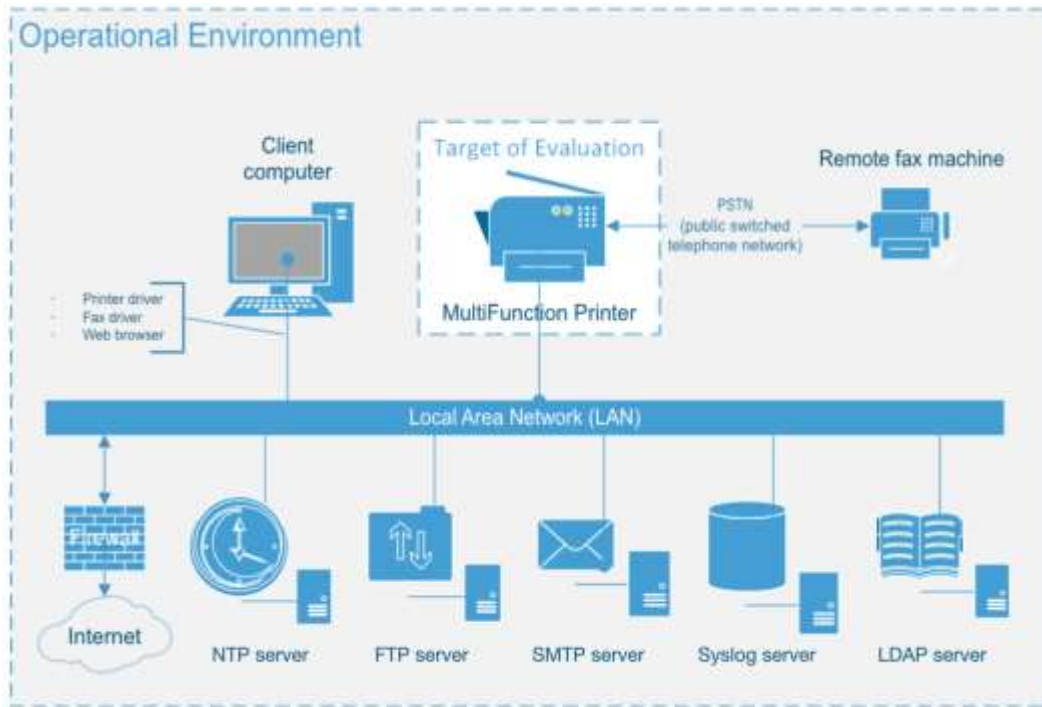 Operational Environment
Client
computer
Target of Evaluation
Remote fax machine
PSTN
(public switched
telephone network)
MultiFunction Printer
- Printer driver
- Fax driver
- Web browser
Local Area Network (LAN)
Firewall
Internet
NTP server
FTP server
SMTP server
Syslog server
LDAP server